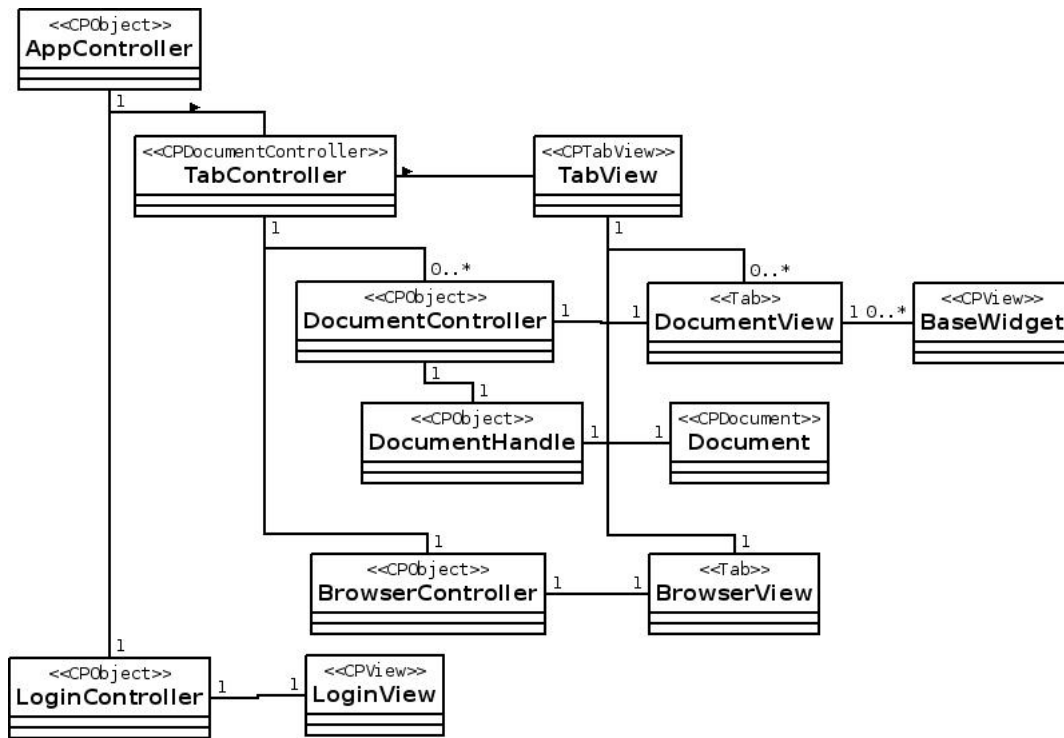 <<CPObject>>
AppController
1
<<CPDocumentController>>
TabController
<<CPTabView>>
TabView
1
1
0..*
0..*
<<CPObject>>
DocumentController
1
1
<<Tab>>
DocumentView
1
0..*
<<CPView>>
BaseWidget
1
1
<<CPObject>>
DocumentHandle
1
1
<<CPDocument>>
Document
1
1
<<CPObject>>
BrowserController
1
1
<<Tab>>
BrowserView
1
<<CPObject>>
LoginController
1
1
<<CPView>>
LoginView